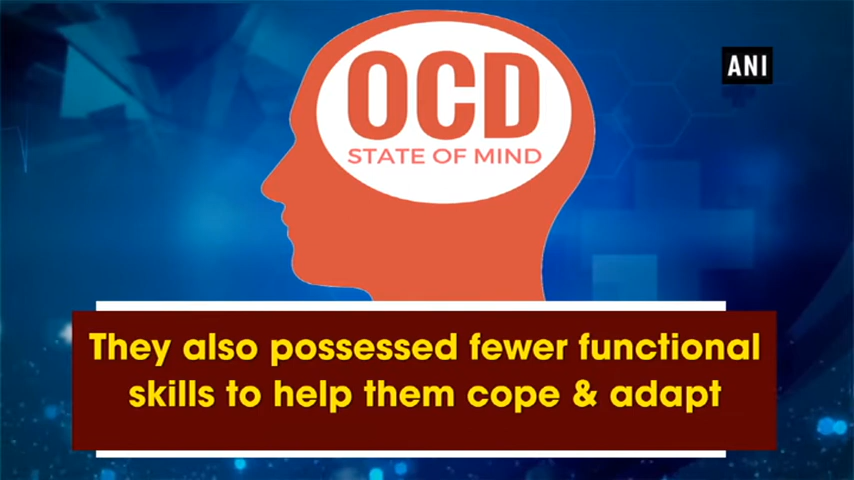 OCD
STATE OF MIND
ANI
They also possessed fewer functional
skills to help them cope & adapt